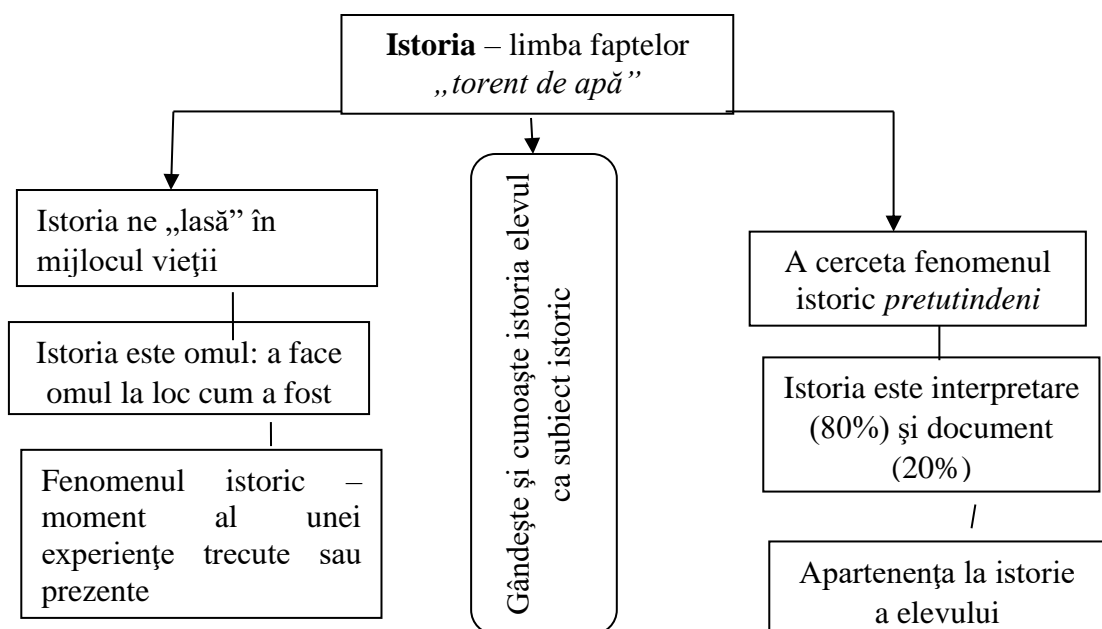 Istoria – limba faptelor
„torent de apă”
Istoria ne „lasă” în
mijlocul vieţii
Istoria este omul: a face
omul la loc cum a fost
Fenomenul istoric –
moment al unei
experienţe trecute sau
prezente
Gândeşte şi cunoaşte istoria elevul
ca subiect istoric
A cerceta fenomenul
istoric pretutindeni
Istoria este interpretare
(80%) şi document
(20%)
Apartenenţa la istorie
a elevului